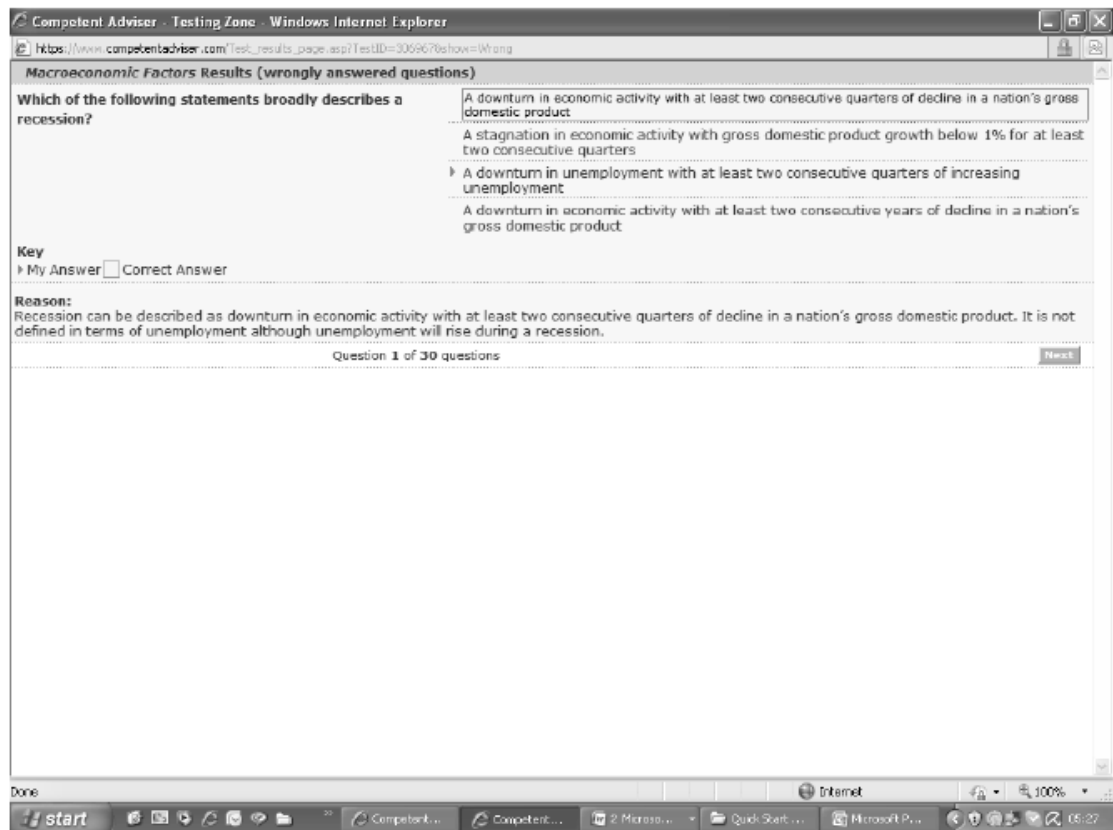 Competent Adviser - Testing Zone - Windows Internet Explorer
https://www.competentadviser.com/Test_results_page.asp?TestID=306967&show=Wrong
Macroeconomic Factors Results (wrongly answered questions)
Which of the following statements broadly describes a
recession?
A downturn in economic activity with at least two consecutive quarters of decline in a nation's gross
domestic product
A stagnation in economic activity with gross domestic product growth below 1% for at least
two consecutive quarters
A downturn in unemployment with at least two consecutive quarters of increasing
unemployment
A downturn in economic activity with at least two consecutive years of decline in a nation's
gross domestic product
Key
My Answer Correct Answer
Reason:
Recession can be described as downturn in economic activity with at least two consecutive quarters of decline in a nation's gross domestic product. It is not
defined in terms of unemployment although unemployment will rise during a recession.
Question 1 of 30 questions
Next
Done
Internet
100%
start
Competent...
Competent...
2 Microso...
Quick Start ...
Microsoft P...
05:27